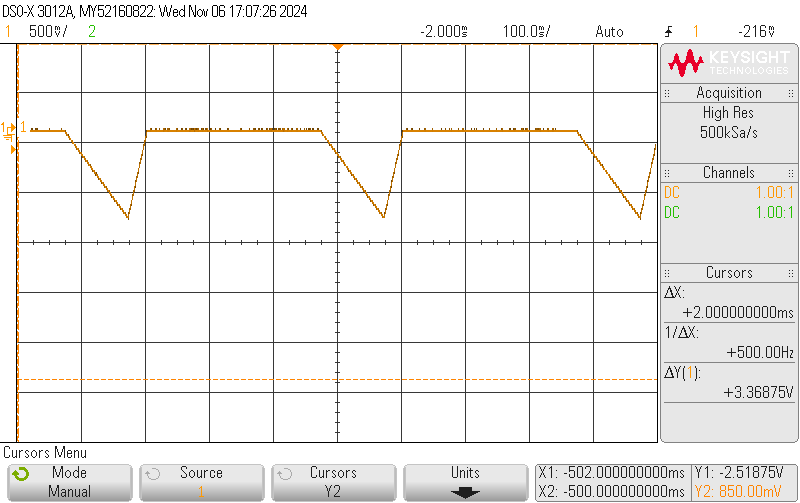 DSO-X 3012A, MY52160822: Wed Nov 06 17:07:26 2024
1 500mV/ 2 -2.000s 100.0ms/ Auto 1 -216mV
KEYSIGHT
TECHNOLOGIES
Acquisition
High Res
500kSa/s
Channels
DC 1.00:1
DC 1.00:1
Cursors
ΔX:
+2.000000000ms
1/ΔX:
+500.00Hz
ΔY(1):
+3.36875V
1 1
Cursors Menu
Mode
Manual
Source
1
Cursors
Y2
Units
X1: -502.000000000ms
X2: -500.000000000ms
Y1: -2.51875V
Y2: 850.00mV